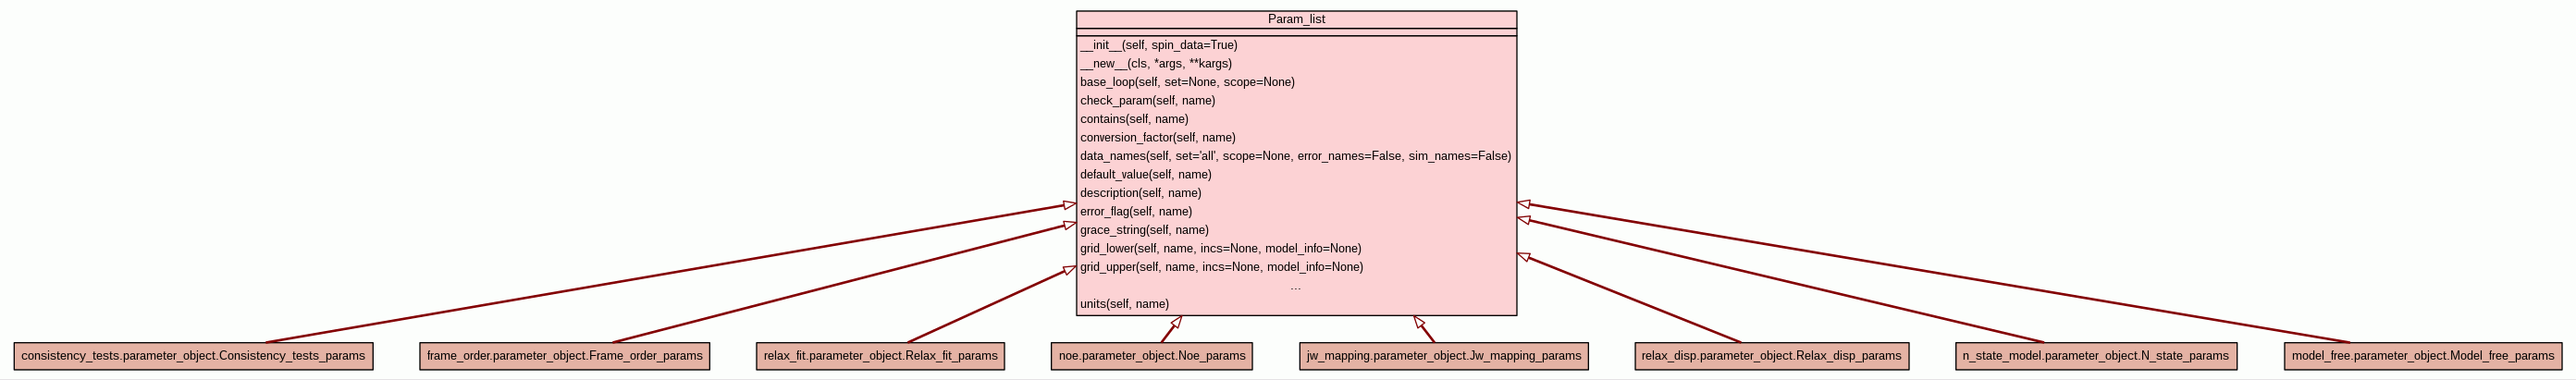 Param_list
__init__(self, spin_data=True)
__new__(cls, *args, **kargs)
base_loop(self, set=None, scope=None)
check_param(self, name)
contains(self, name)
conversion_factor(self, name)
data_names(self, set='all', scope=None, error_names=False, sim_names=False)
default_value(self, name)
description(self, name)
error_flag(self, name)
grace_string(self, name)
grid_lower(self, name, incs=None, model_info=None)
grid_upper(self, name, incs=None, model_info=None)
...
units(self, name)
consistency_tests.parameter_object.Consistency_tests_params
frame_order.parameter_object.Frame_order_params
relax_fit.parameter_object.Relax_fit_params
noe.parameter_object.Noe_params
jw_mapping.parameter_object.Jw_mapping_params
relax_disp.parameter_object.Relax_disp_params
n_state_model.parameter_object.N_state_params
model_free.parameter_object.Model_free_params